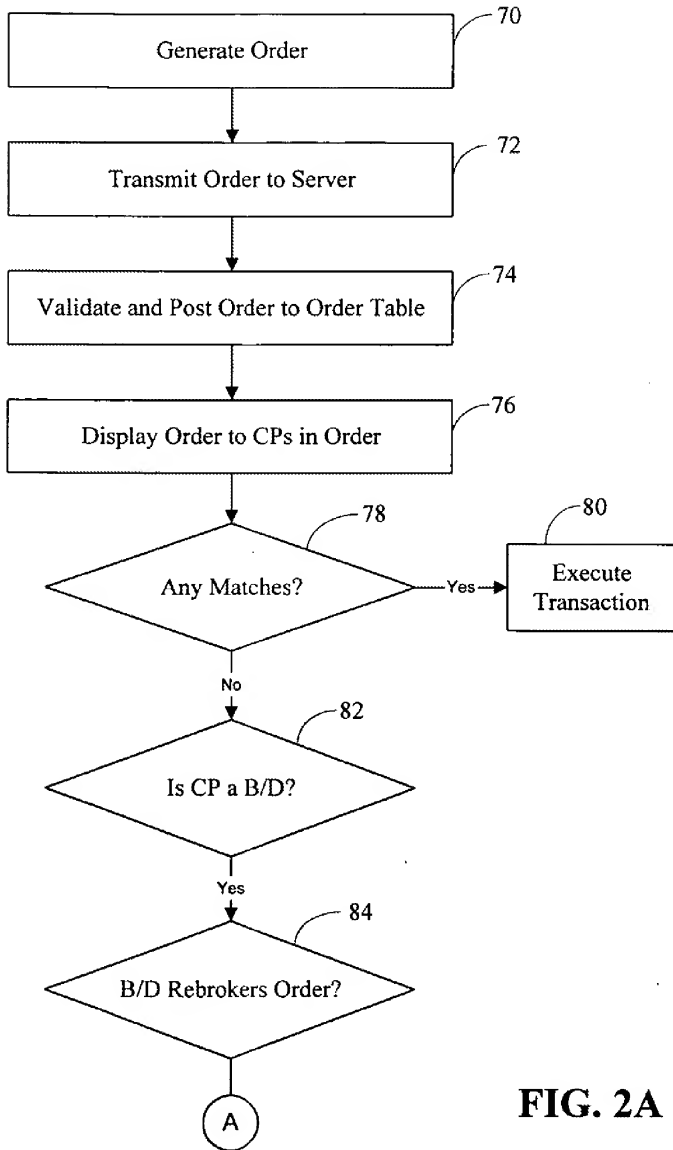 70
Generate Order
72
Transmit Order to Server
74
Validate and Post Order to Order Table
76
Display Order to CPs in Order
78
Any Matches?
Yes
80
Execute
Transaction
No
82
Is CP a B/D?
Yes
84
B/D Rebrokers Order?
A
FIG. 2A